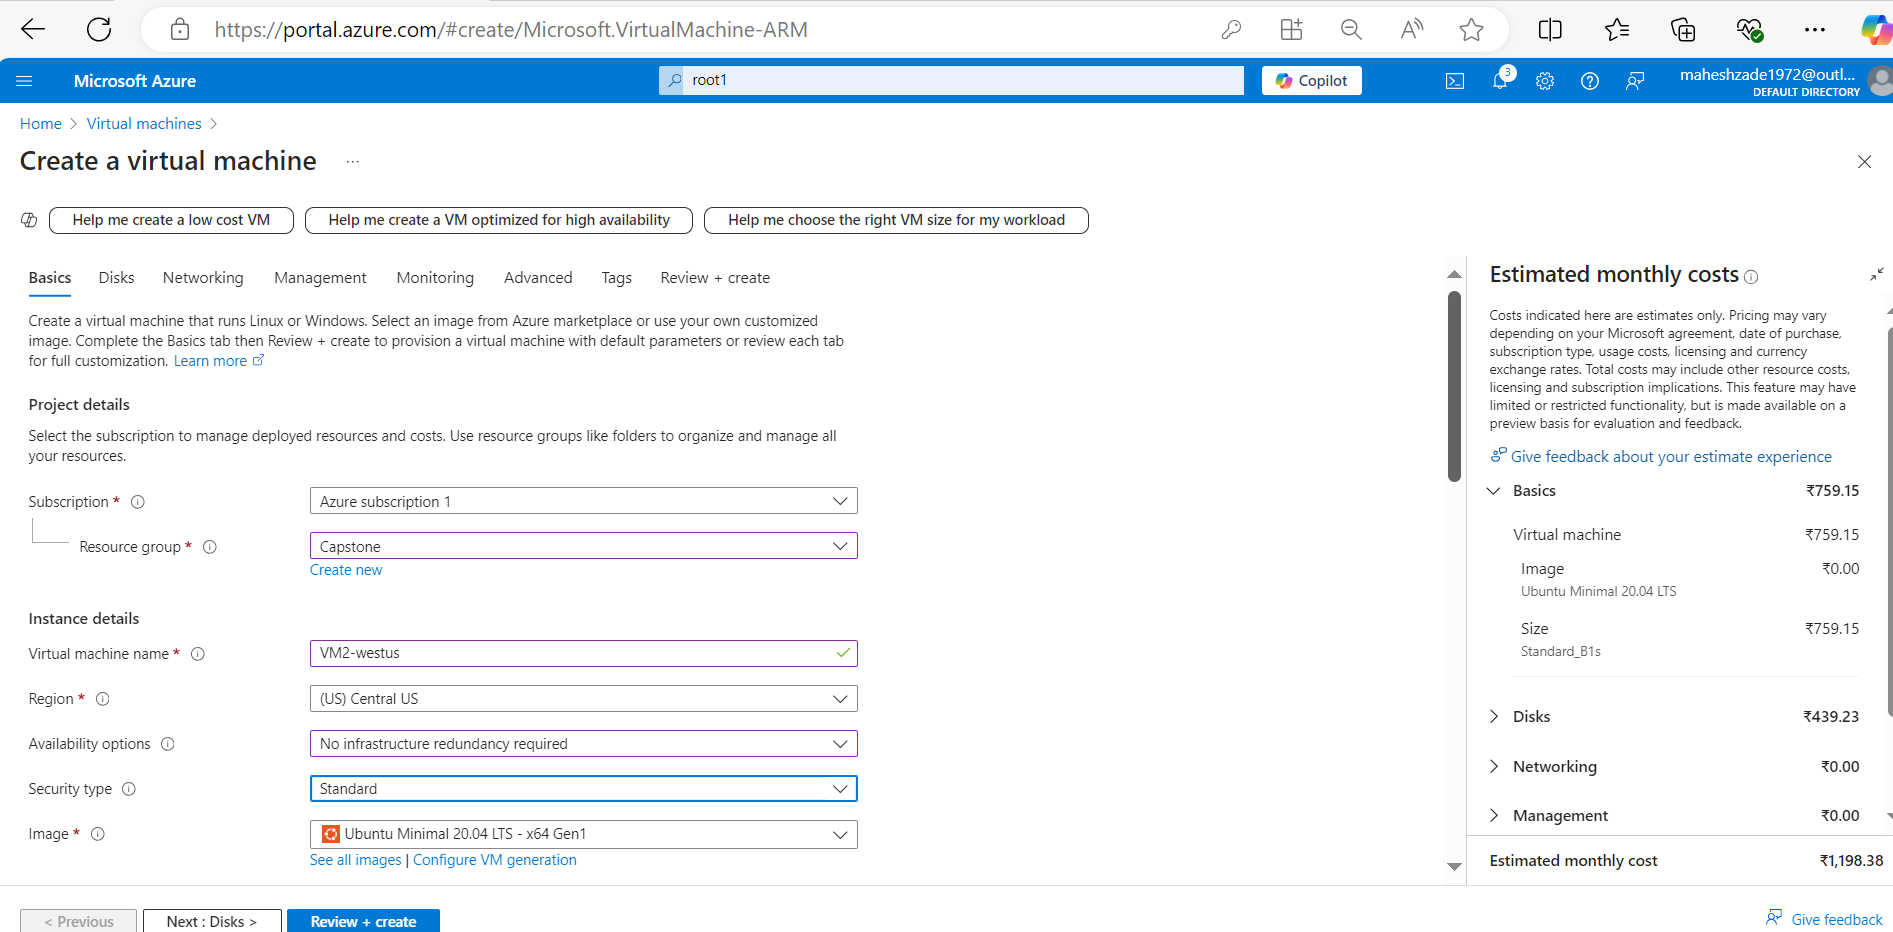 https://portal.azure.com/#create/Microsoft.VirtualMachine-ARM
Microsoft Azure
root1
Copilot
3
maheshzade1972@outl...
DEFAULT DIRECTORY
Home > Virtual machines >
Create a virtual machine ...
Help me create a low cost VM
Help me create a VM optimized for high availability
Help me choose the right VM size for my workload
Basics Disks Networking Management Monitoring Advanced Tags Review + create
Create a virtual machine that runs Linux or Windows. Select an image from Azure marketplace or use your own customized
image. Complete the Basics tab then Review + create to provision a virtual machine with default parameters or review each tab
for full customization. Learn more
Project details
Select the subscription to manage deployed resources and costs. Use resource groups like folders to organize and manage all
your resources.
Subscription *
Azure subscription 1
Resource group *
Capstone
Create new
Instance details
Virtual machine name *
VM2-westus
Region *
(US) Central US
Availability options
No infrastructure redundancy required
Security type
Standard
Image *
Ubuntu Minimal 20.04 LTS - x64 Gen1
See all images | Configure VM generation
< Previous
Next : Disks >
Review + create
Estimated monthly costs
Costs indicated here are estimates only. Pricing may vary
depending on your Microsoft agreement, date of purchase,
subscription type, usage costs, licensing and currency
exchange rates. Total costs may include other resource costs,
licensing and subscription implications. This feature may have
limited or restricted functionality, but is made available on a
preview basis for evaluation and feedback.
Give feedback about your estimate experience
Basics ₹759.15
Virtual machine ₹759.15
Image ₹0.00
Ubuntu Minimal 20.04 LTS
Size ₹759.15
Standard_B1s
Disks ₹439.23
Networking ₹0.00
Management ₹0.00
Estimated monthly cost ₹1,198.38
Give feedback